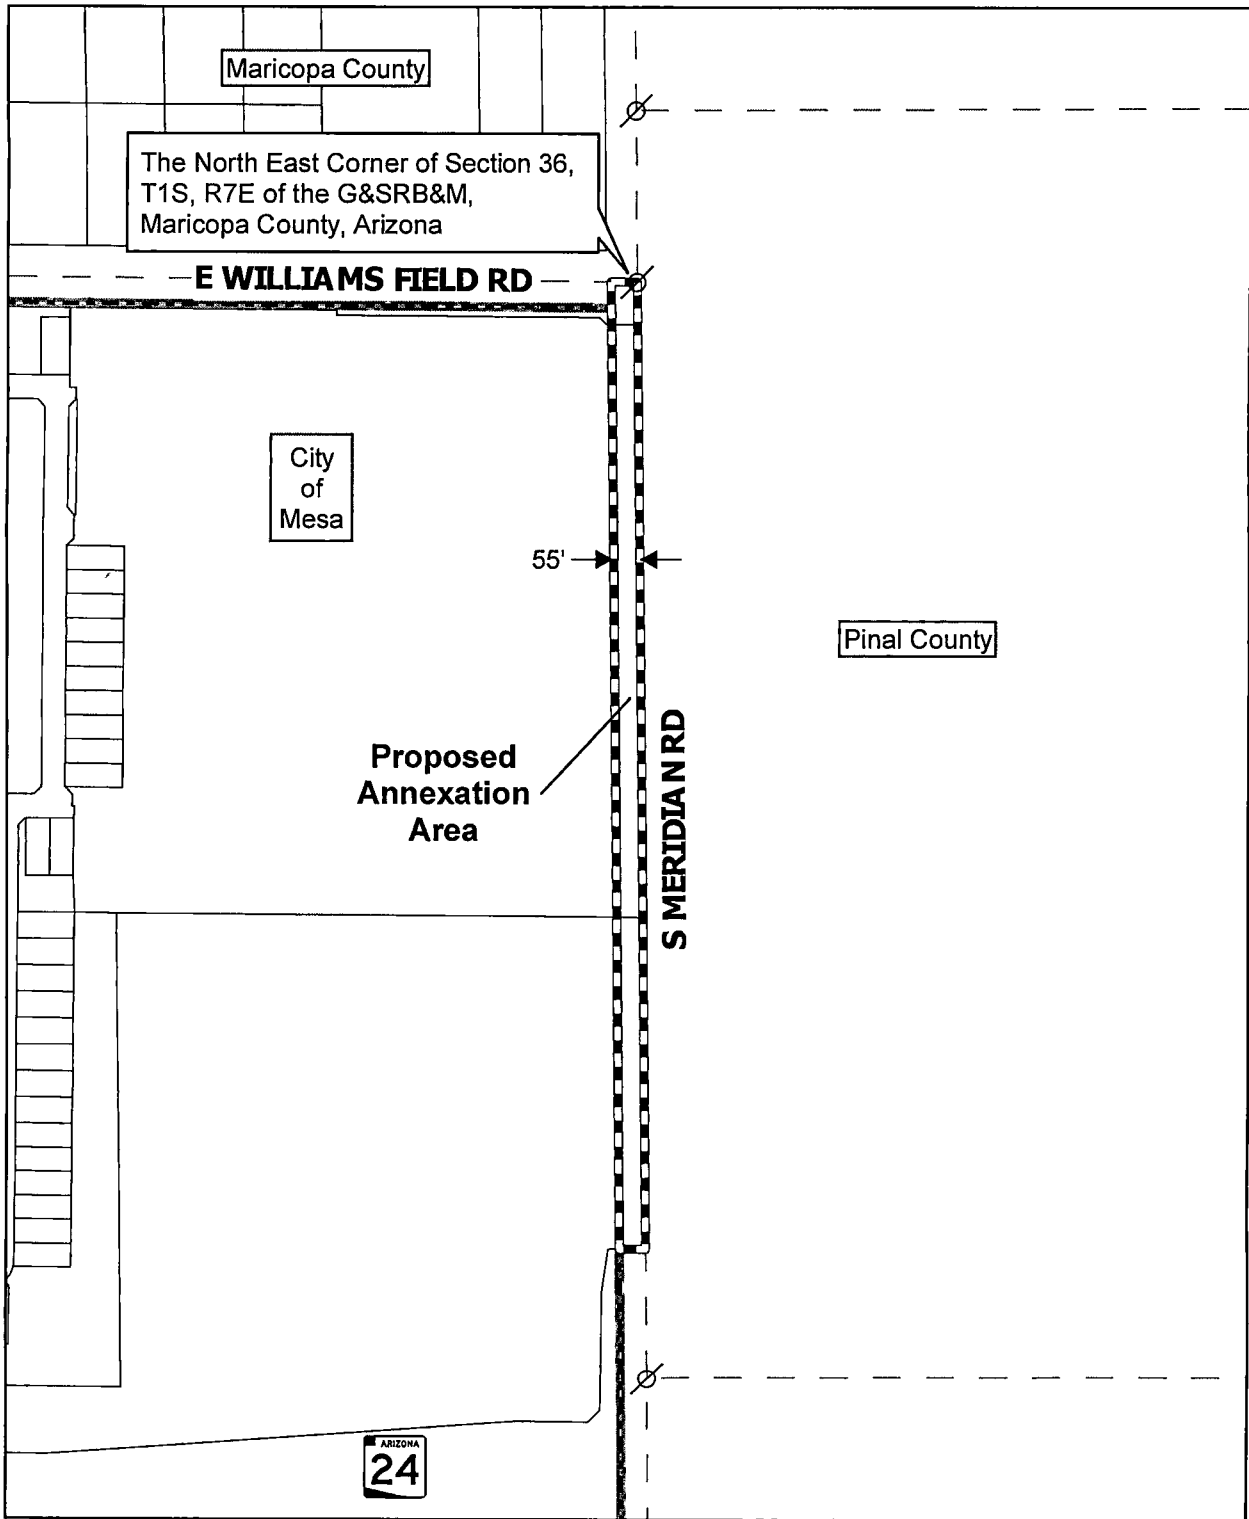 Maricopa County
The North East Corner of Section 36,
T1S, R7E of the G&SRB&M,
Maricopa County, Arizona
E WILLIAMS FIELD RD
City
of
Mesa
55'
Pinal County
Proposed
Annexation
Area
S MERIDIAN RD
ARIZONA
24